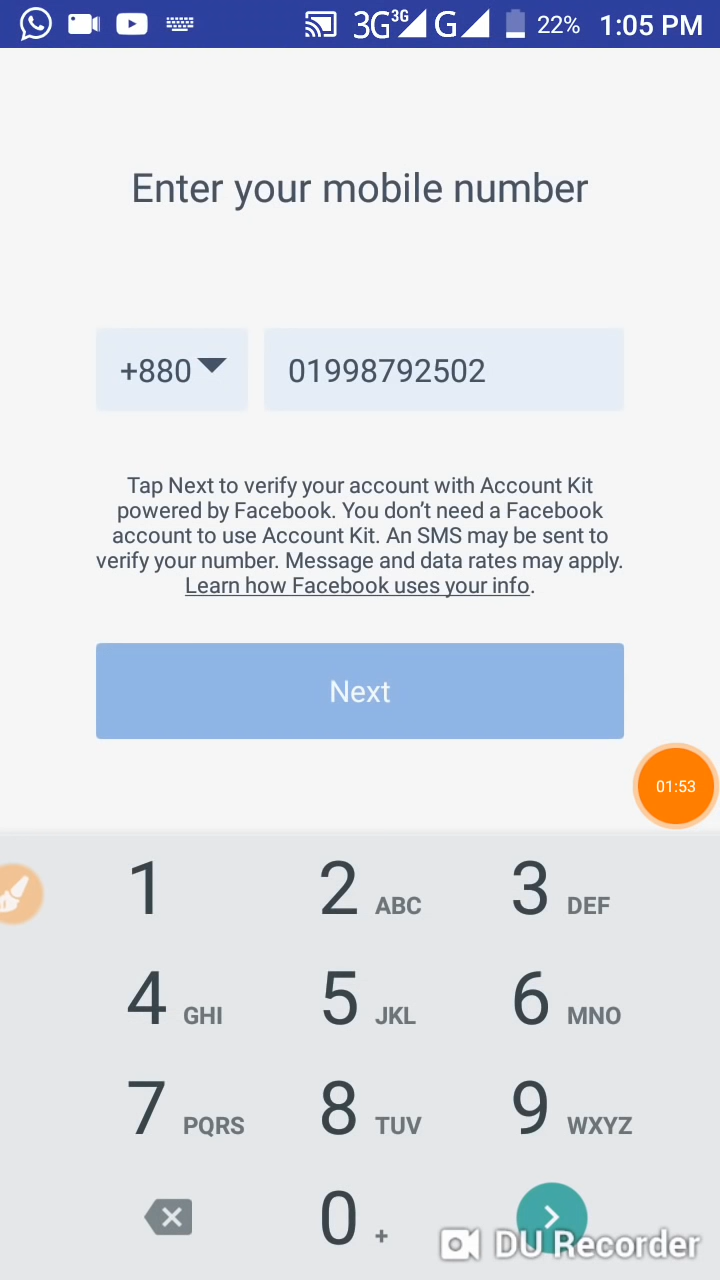 3G 3G G 22% 1:05 PM
Enter your mobile number
+880 01998792502
Tap Next to verify your account with Account Kit
powered by Facebook. You don’t need a Facebook
account to use Account Kit. An SMS may be sent to
verify your number. Message and data rates may apply.
Learn how Facebook uses your info.
Next
01:53
1 2 ABC 3 DEF
4 GHI 5 JKL 6 MNO
7 PQRS 8 TUV 9 WXYZ
0 +
DU Recorder